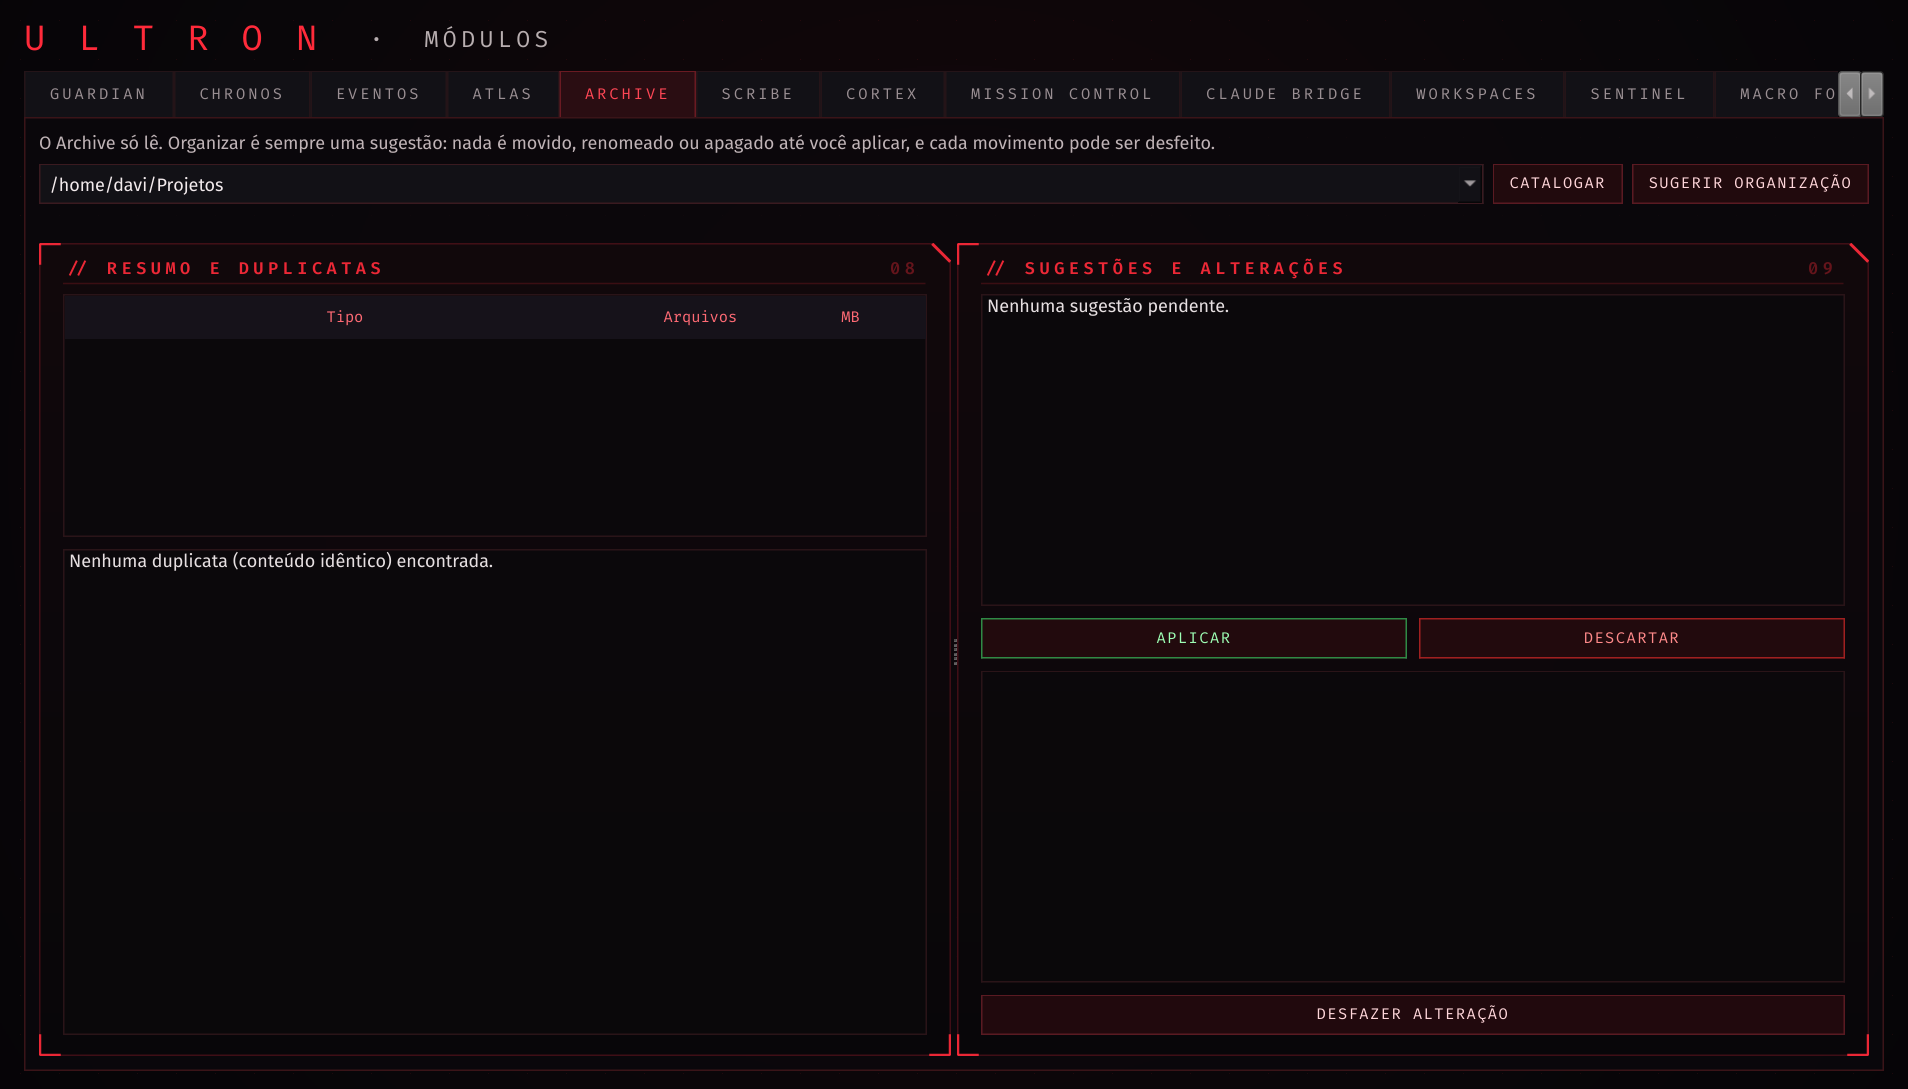 ULTRON · MÓDULOS
GUARDIAN CHRONOS EVENTOS ATLAS ARCHIVE SCRIBE CORTEX MISSION CONTROL CLAUDE BRIDGE WORKSPACES SENTINEL MACRO FO
O Archive só lê. Organizar é sempre uma sugestão: nada é movido, renomeado ou apagado até você aplicar, e cada movimento pode ser desfeito.
/home/davi/Projetos CATALOGAR SUGERIR ORGANIZAÇÃO
// RESUMO E DUPLICATAS 08
Tipo Arquivos MB
Nenhuma duplicata (conteúdo idêntico) encontrada.
// SUGESTÕES E ALTERAÇÕES 09
Nenhuma sugestão pendente.
APLICAR DESCARTAR
DESFAZER ALTERAÇÃO